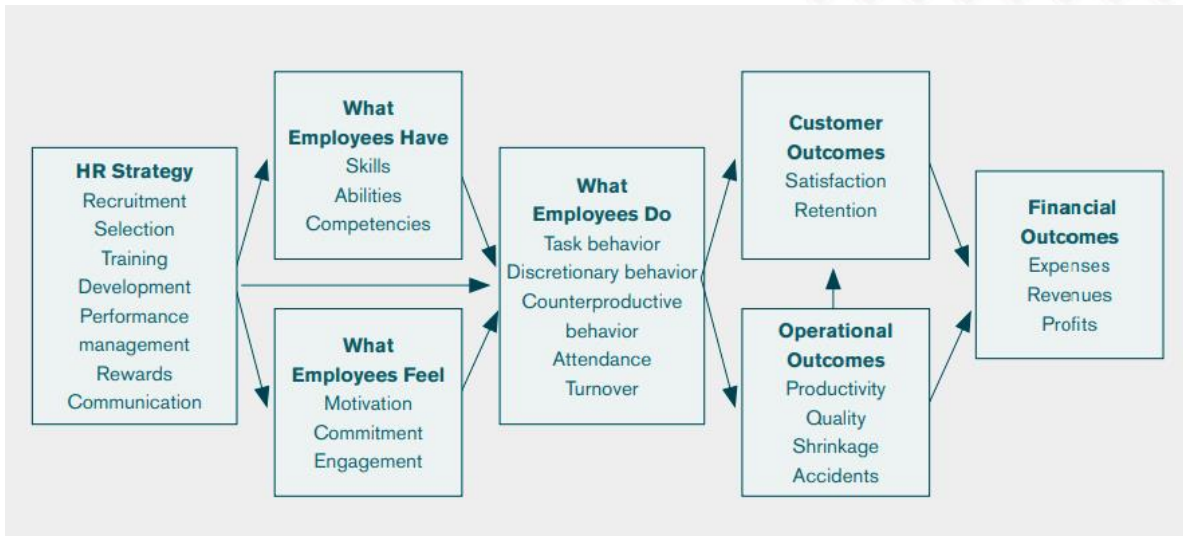 HR Strategy
Recruitment
Selection
Training
Development
Performance
management
Rewards
Communication
What
Employees Have
Skills
Abilities
Competencies
What
Employees Feel
Motivation
Commitment
Engagement
What
Employees Do
Task behavior
Discretionary behavior
Counterproductive
behavior
Attendance
Turnover
Customer
Outcomes
Satisfaction
Retention
Operational
Outcomes
Productivity
Quality
Shrinkage
Accidents
Financial
Outcomes
Expenses
Revenues
Profits